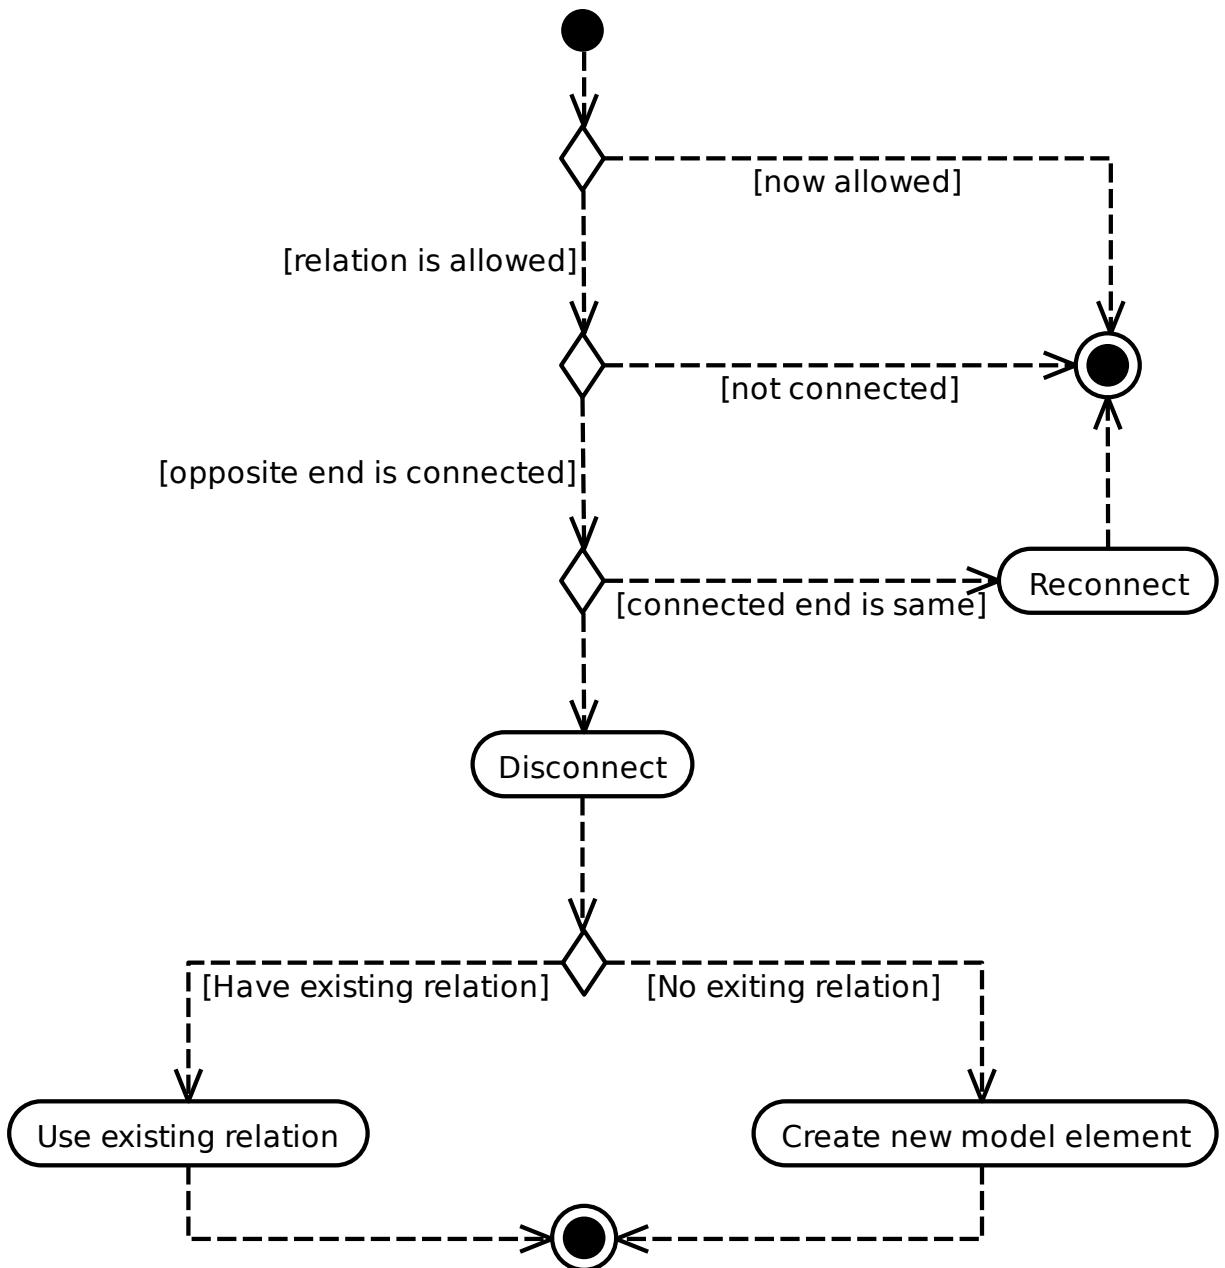 [now allowed]
[relation is allowed]
[not connected]
[opposite end is connected]
Reconnect
[connected end is same]
Disconnect
[Have existing relation]
[No exiting relation]
Use existing relation
Create new model element